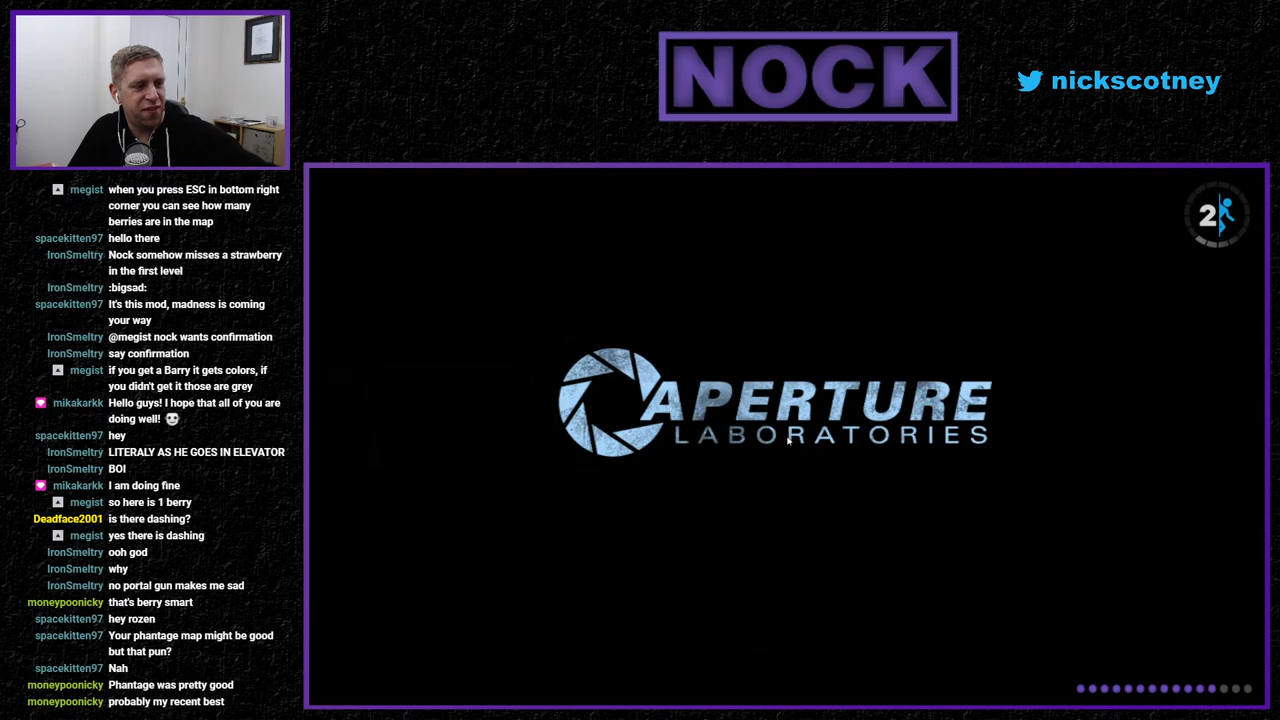 NOCK
nickscotney
megist when you press ESC in bottom right
corner you can see how many
berries are in the map
spacekitten97 hello there
IronSmeltry Nock somehow misses a strawberry
in the first level
IronSmeltry :bigsad:
spacekitten97 It's this mod, madness is coming
your way
IronSmeltry @megist nock wants confirmation
IronSmeltry say confirmation
megist if you get a Barry it gets colors, if
you didn't get it those are grey
mikakarkk Hello guys! I hope that all of you are
doing well!
spacekitten97 hey
IronSmeltry LITERALY AS HE GOES IN ELEVATOR
IronSmeltry BOI
mikakarkk I am doing fine
megist so here is 1 berry
Deadface2001 is there dashing?
megist yes there is dashing
IronSmeltry ooh god
IronSmeltry why
IronSmeltry no portal gun makes me sad
moneypoonicky that's berry smart
spacekitten97 hey rozen
spacekitten97 Your phantage map might be good
but that pun?
spacekitten97 Nah
moneypoonicky Phantage was pretty good
moneypoonicky probably my recent best
2
APERTURE
LABORATORIES